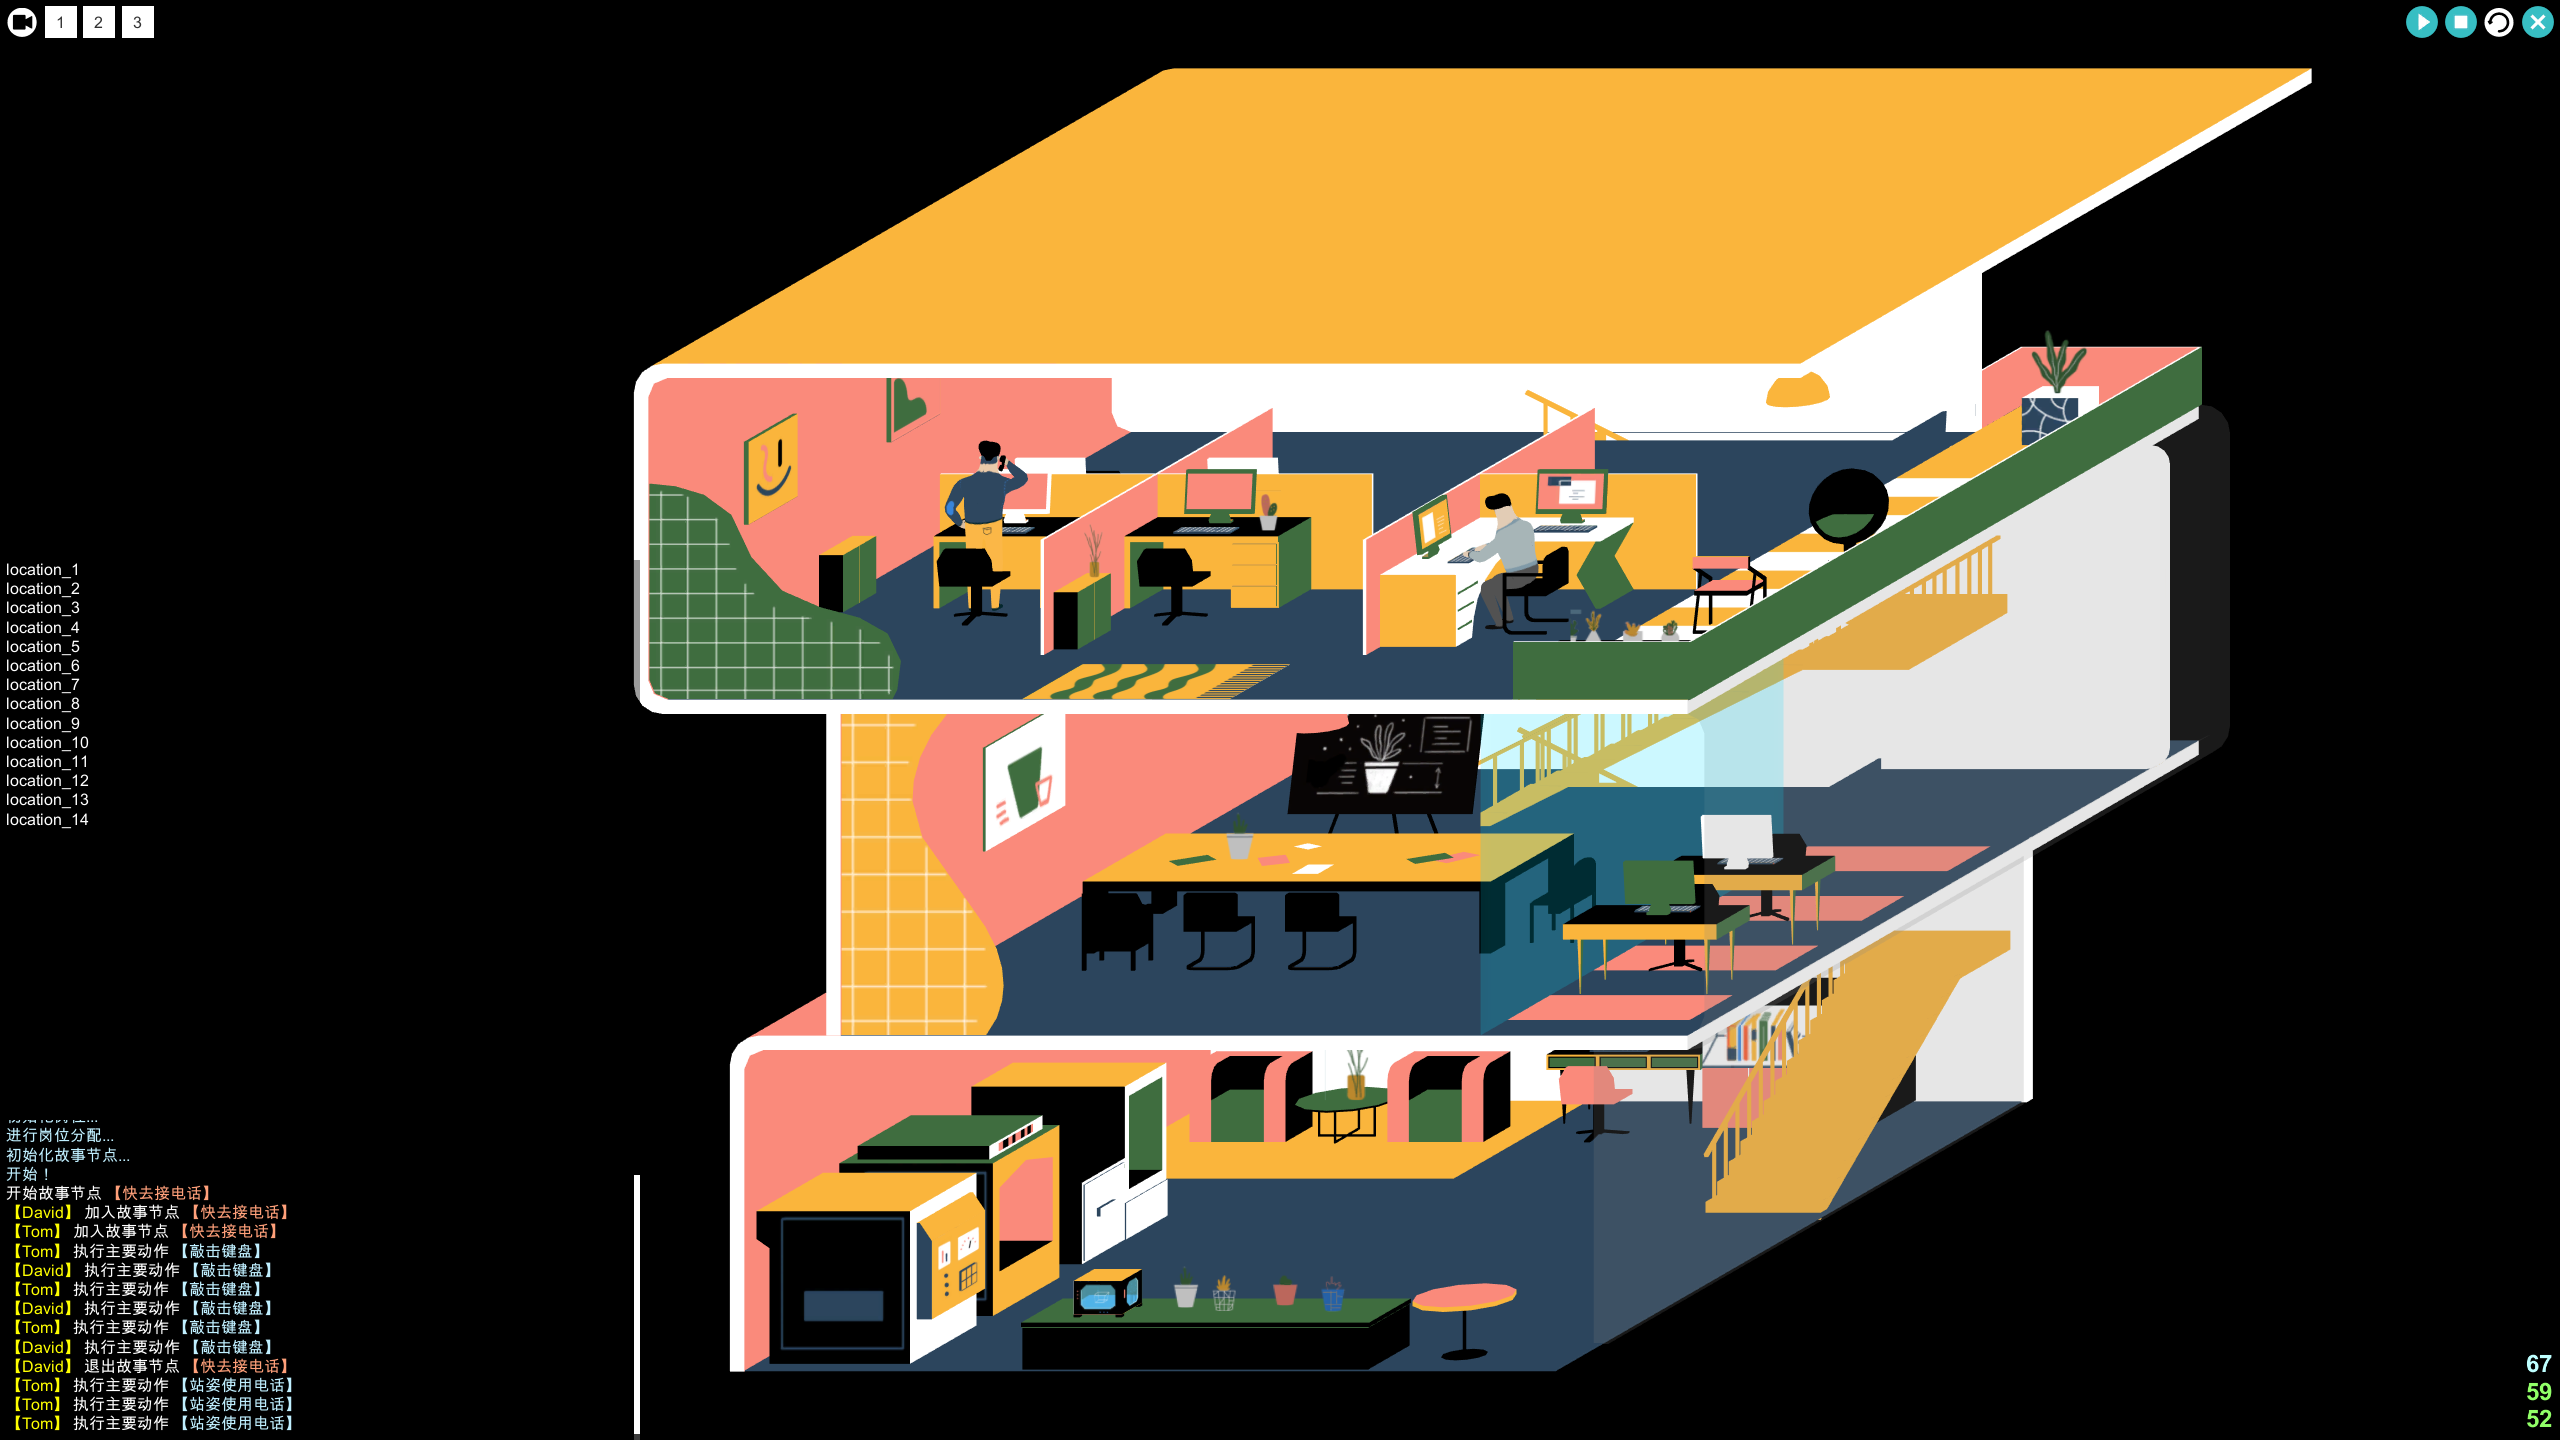 1 2 3
location_1
location_2
location_3
location_4
location_5
location_6
location_7
location_8
location_9
location_10
location_11
location_12
location_13
location_14
进行岗位分配...
初始化故事节点...
开始！
开始故事节点 【快去接电话】
【David】 加入故事节点 【快去接电话】
【Tom】 加入故事节点 【快去接电话】
【Tom】 执行主要动作 【敲击键盘】
【David】 执行主要动作 【敲击键盘】
【Tom】 执行主要动作 【敲击键盘】
【David】 执行主要动作 【敲击键盘】
【Tom】 执行主要动作 【敲击键盘】
【David】 执行主要动作 【敲击键盘】
【David】 退出故事节点 【快去接电话】
【Tom】 执行主要动作 【站姿使用电话】
【Tom】 执行主要动作 【站姿使用电话】
【Tom】 执行主要动作 【站姿使用电话】
67
59
52